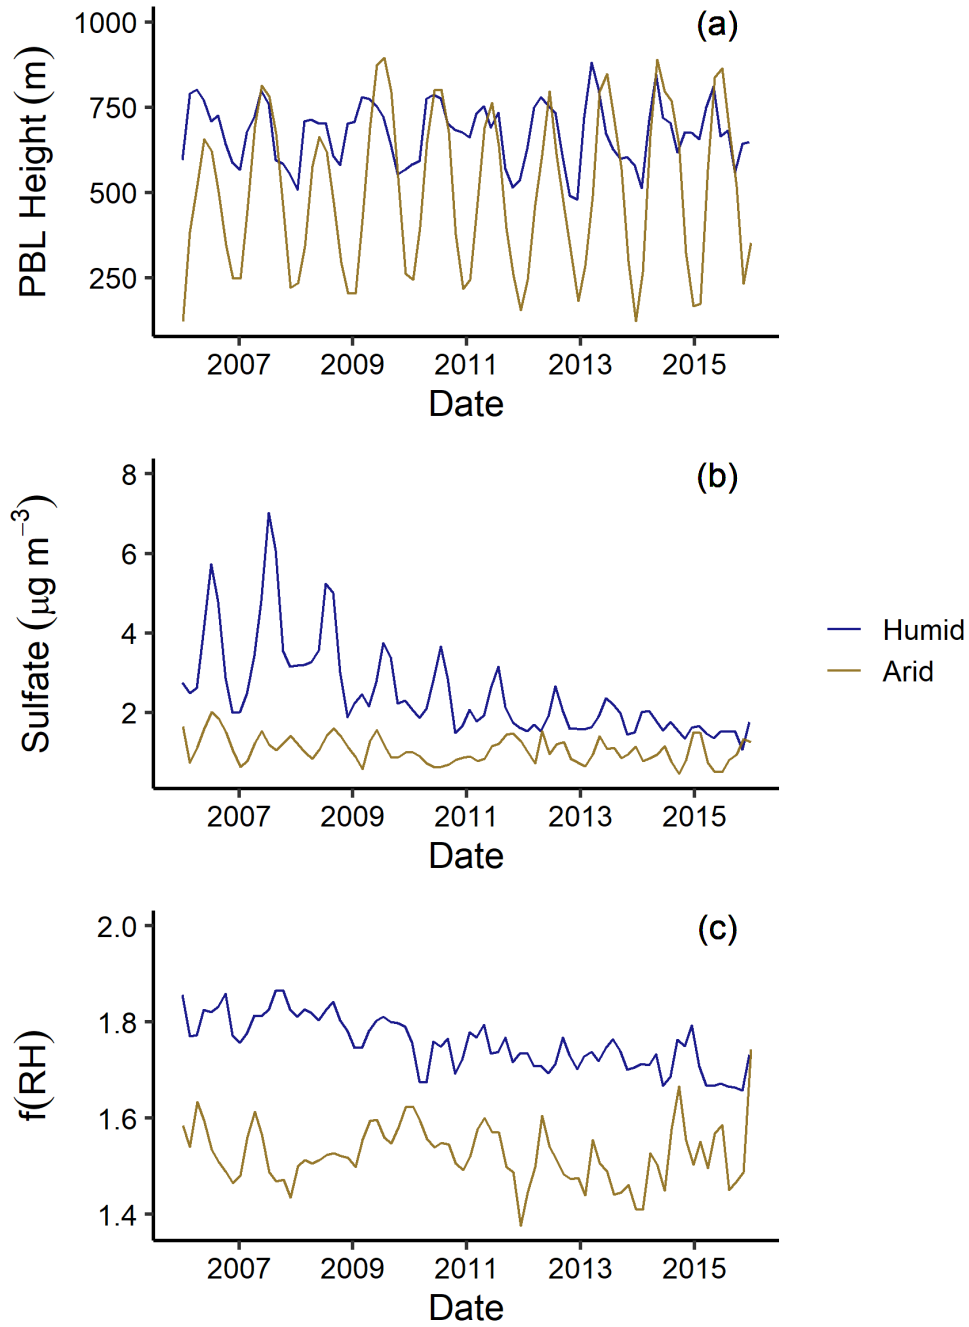 (a)
1000
750
500
250
PBL Height (m)
2007 2009 2011 2013 2015
Date
(b)
8
6
4
2
Sulfate (μg m⁻³)
2007 2009 2011 2013 2015
Date
Humid
Arid
(c)
2.0
1.8
1.6
1.4
f(RH)
2007 2009 2011 2013 2015
Date